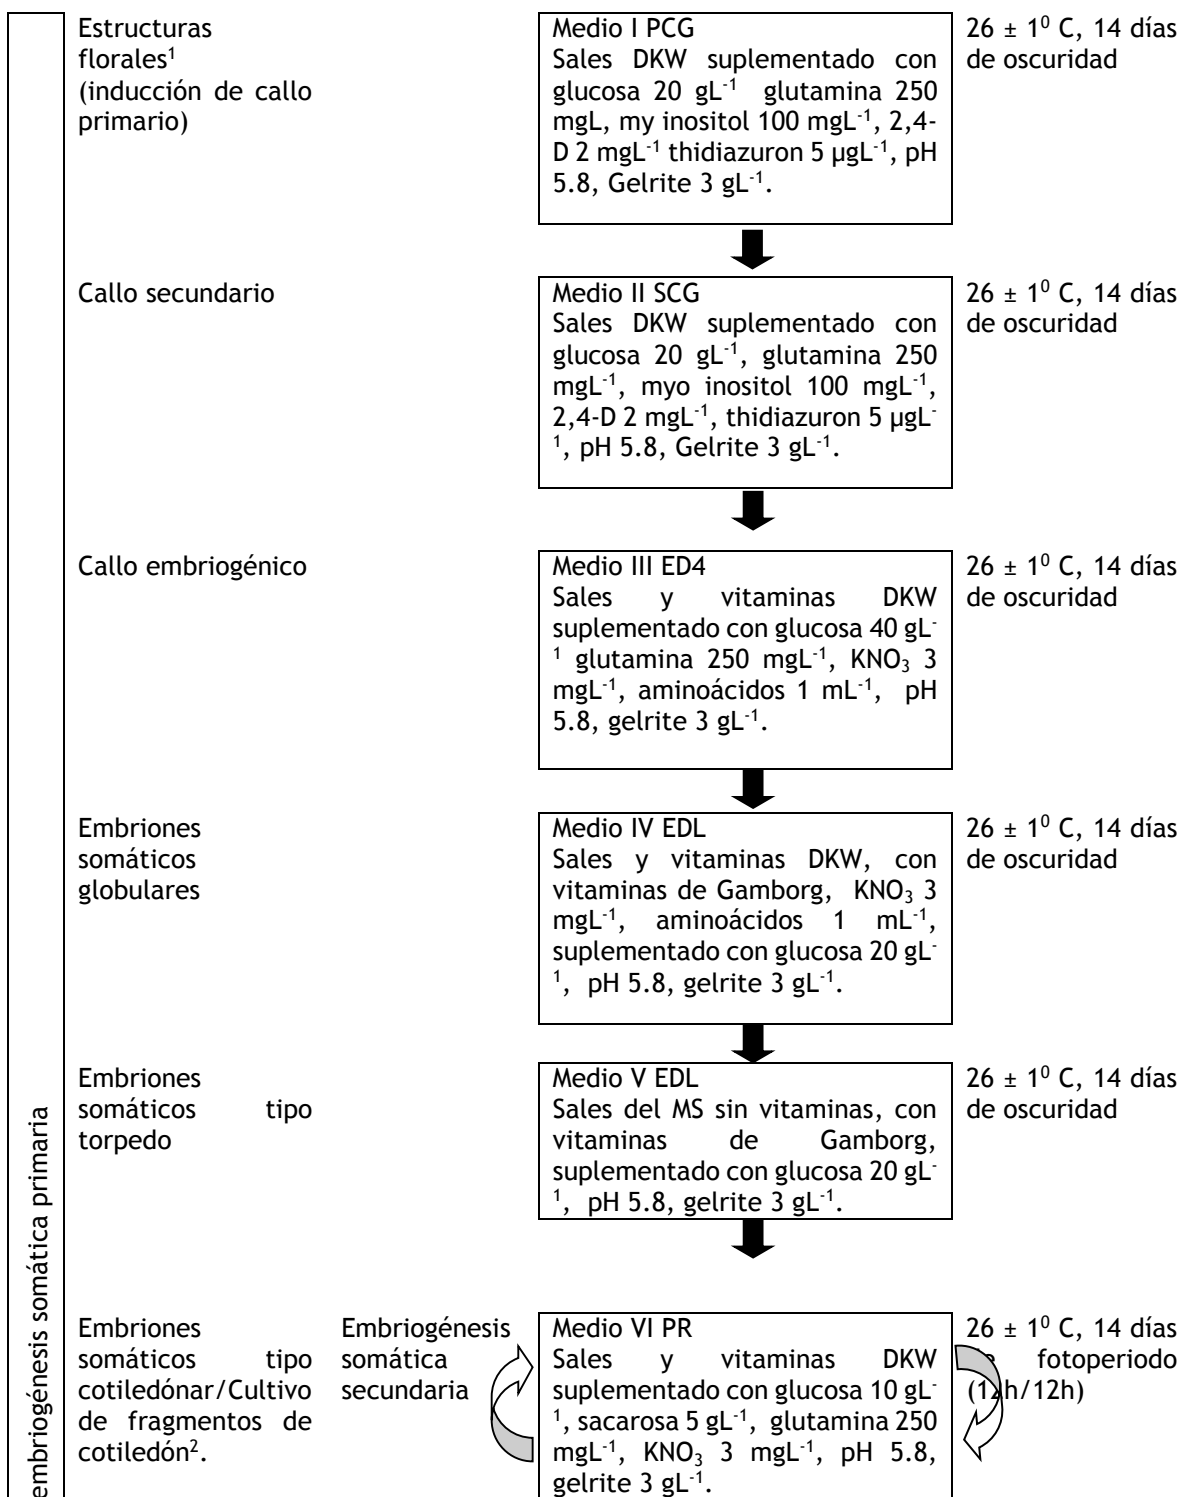 Estructuras
florales¹
(inducción de callo
primario)
Medio I PCG
Sales DKW suplementado con
glucosa 20 gL⁻¹ glutamina 250
mgL, my inositol 100 mgL⁻¹, 2,4-
D 2 mgL⁻¹ thidiazuron 5 µgL⁻¹, pH
5.8, Gelrite 3 gL⁻¹.
26 ± 1⁰ C, 14 días
de oscuridad
Callo secundario
Medio II SCG
Sales DKW suplementado con
glucosa 20 gL⁻¹, glutamina 250
mgL⁻¹, myo inositol 100 mgL⁻¹,
2,4-D 2 mgL⁻¹, thidiazuron 5 µgL⁻
¹, pH 5.8, Gelrite 3 gL⁻¹.
26 ± 1⁰ C, 14 días
de oscuridad
Callo embriogénico
Medio III ED4
Sales y vitaminas DKW
suplementado con glucosa 40 gL⁻
¹ glutamina 250 mgL⁻¹, KNO₃ 3
mgL⁻¹, aminoácidos 1 mL⁻¹, pH
5.8, gelrite 3 gL⁻¹.
26 ± 1⁰ C, 14 días
de oscuridad
Embriones
somáticos
globulares
Medio IV EDL
Sales y vitaminas DKW, con
vitaminas de Gamborg, KNO₃ 3
mgL⁻¹, aminoácidos 1 mL⁻¹,
suplementado con glucosa 20 gL⁻
¹, pH 5.8, gelrite 3 gL⁻¹.
26 ± 1⁰ C, 14 días
de oscuridad
Embriones
somáticos tipo
torpedo
Medio V EDL
Sales del MS sin vitaminas, con
vitaminas de Gamborg,
suplementado con glucosa 20 gL⁻
¹, pH 5.8, gelrite 3 gL⁻¹.
26 ± 1⁰ C, 14 días
de oscuridad
embriogénesis somática primaria
Embriones
somáticos tipo
cotiledónar/Cultivo
de fragmentos de
cotiledón².
Embriogénesis
somática
secundaria
Medio VI PR
Sales y vitaminas DKW
suplementado con glucosa 10 gL⁻
¹, sacarosa 5 gL⁻¹, glutamina 250
mgL⁻¹, KNO₃ 3 mgL⁻¹, pH 5.8,
gelrite 3 gL⁻¹.
26 ± 1⁰ C, 14 días
fotoperiodo
(12h/12h)